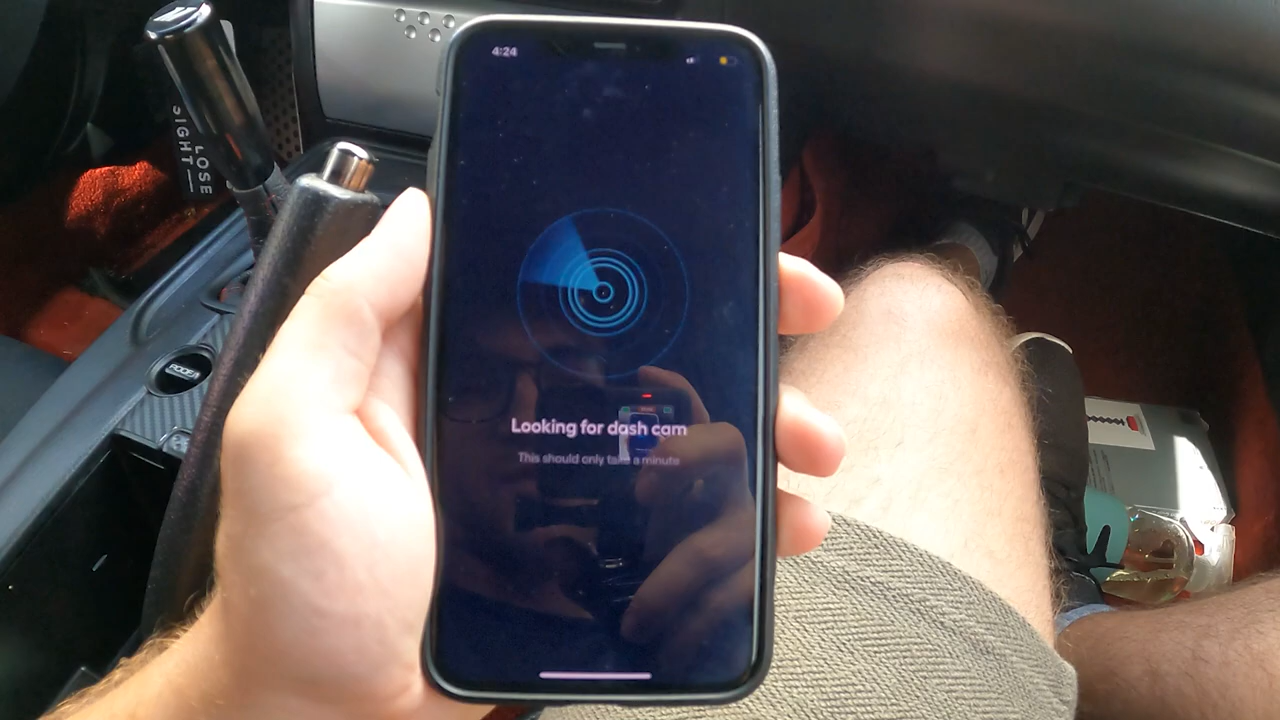 4:24
Looking for dash cam
This should only take a minute
LOSE
SIGHT—